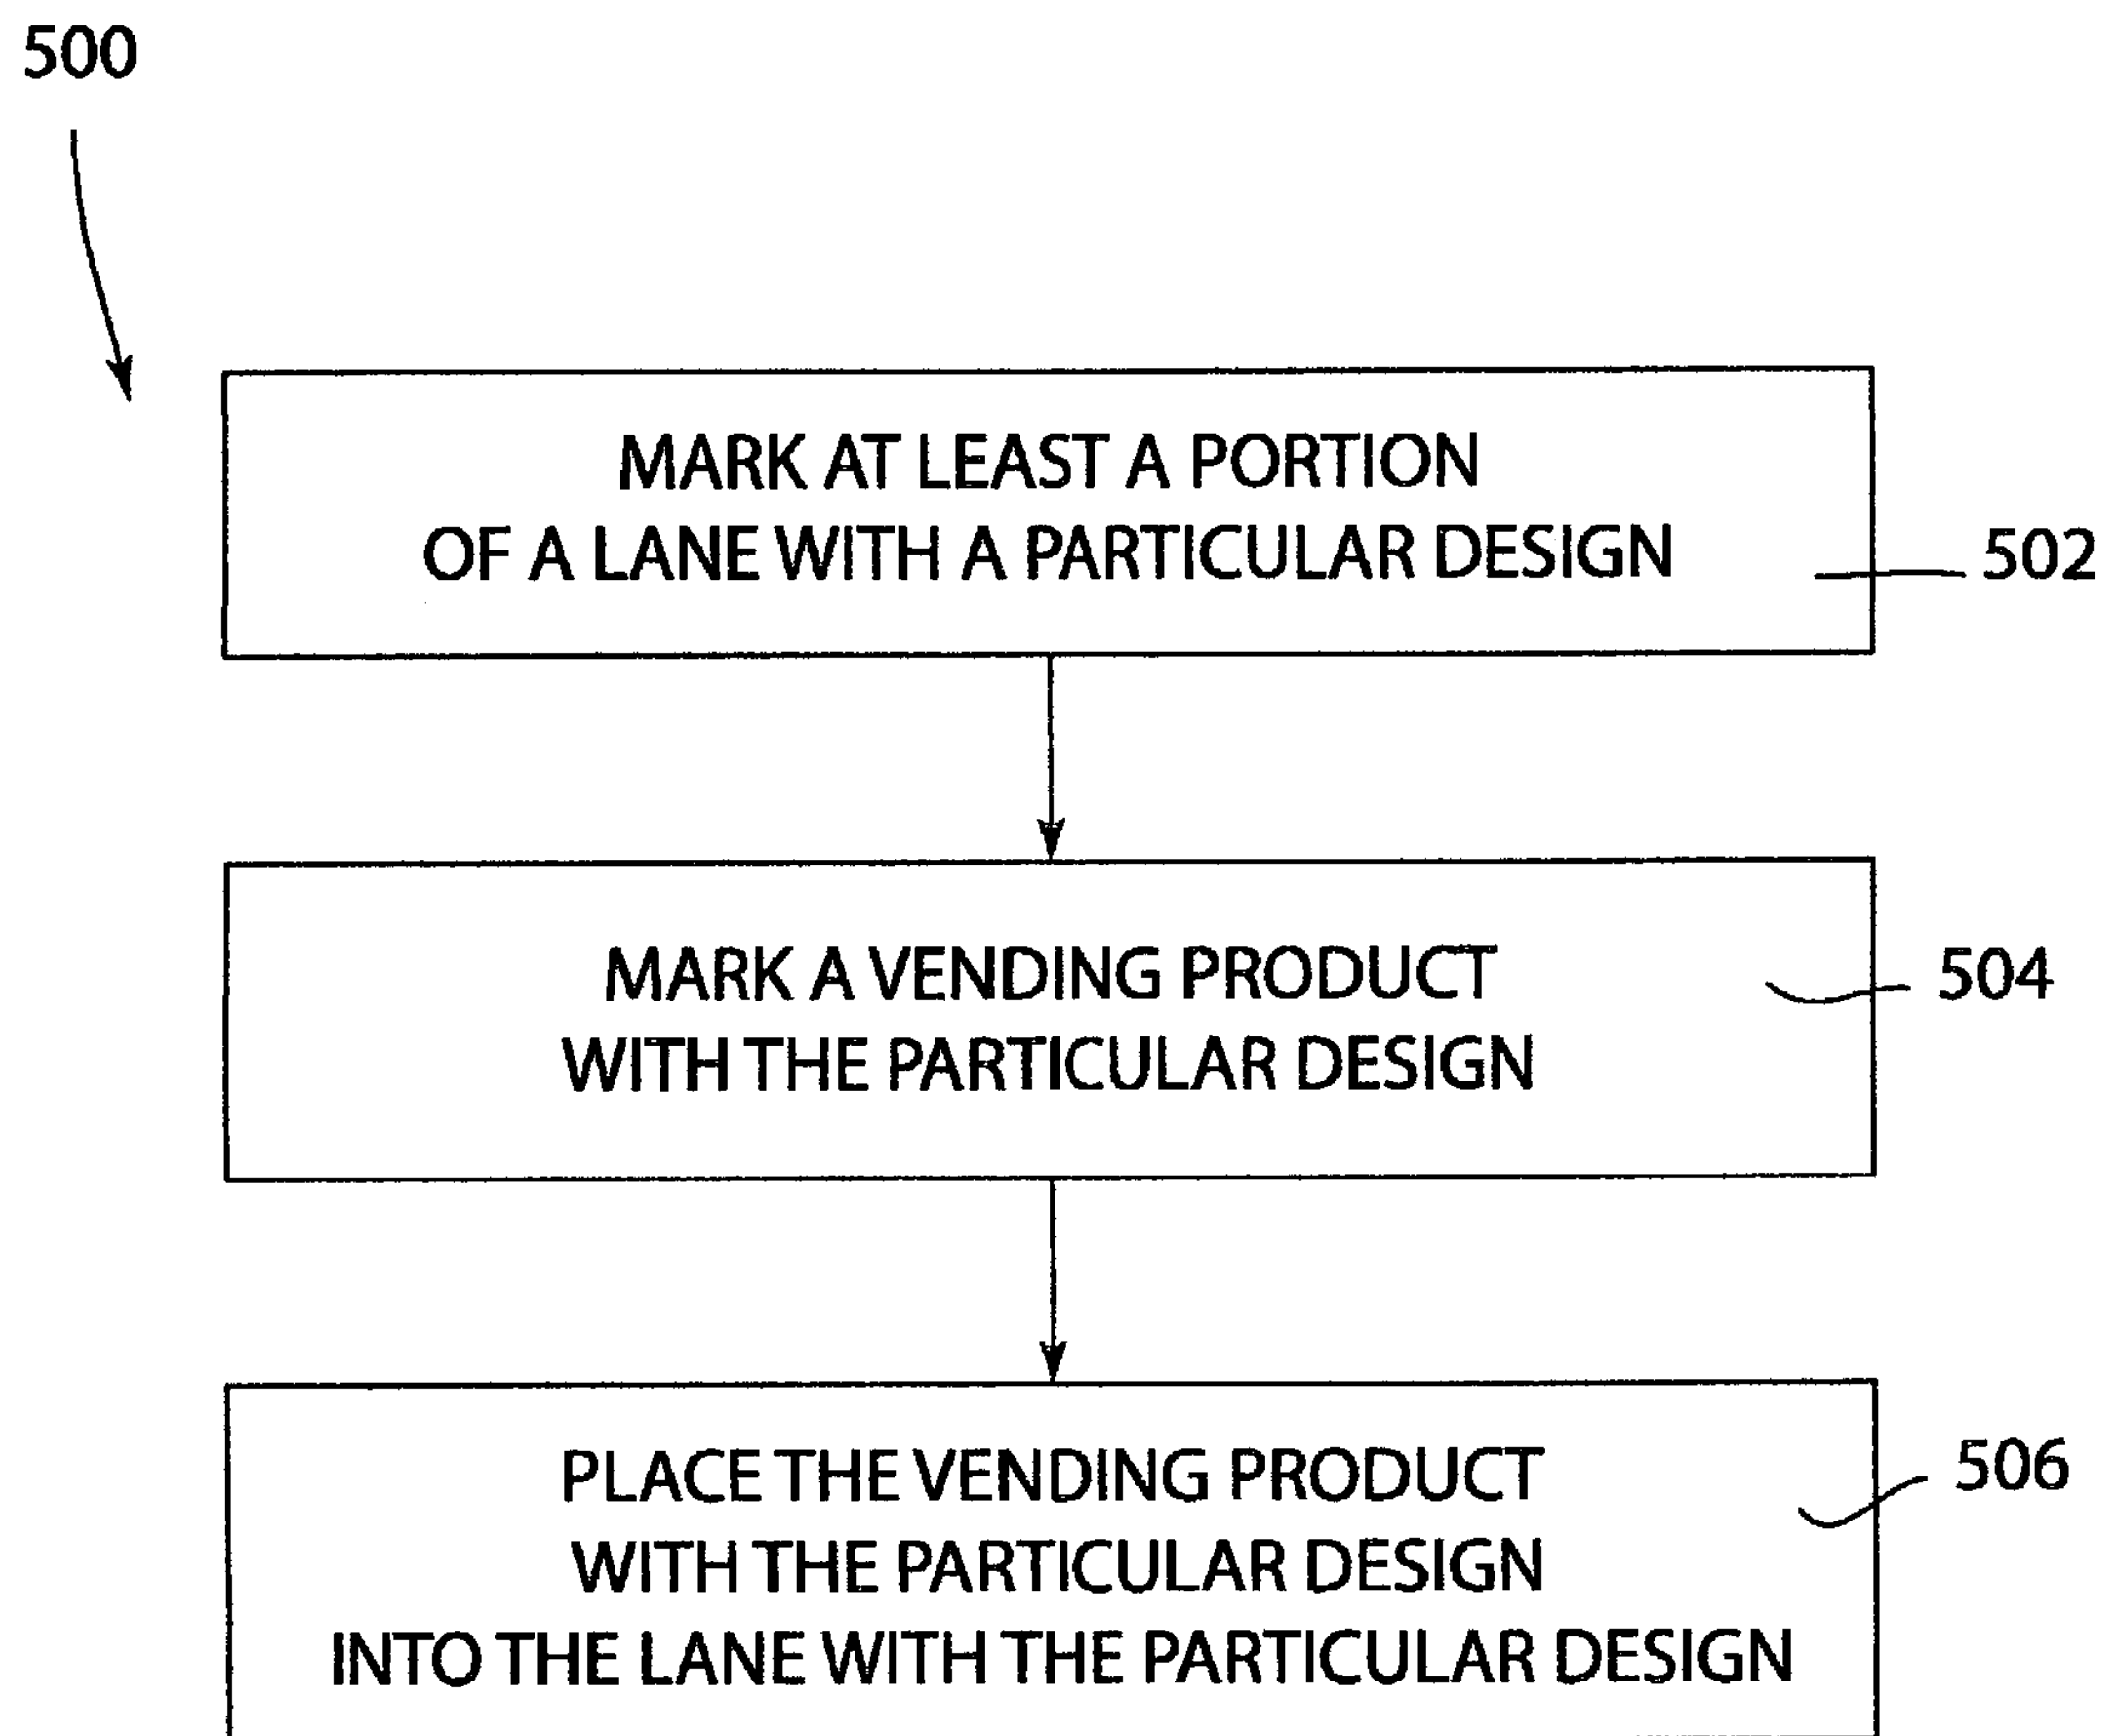 500
MARK AT LEAST A PORTION
OF A LANE WITH A PARTICULAR DESIGN
502
MARK A VENDING PRODUCT
WITH THE PARTICULAR DESIGN
504
PLACE THE VENDING PRODUCT
WITH THE PARTICULAR DESIGN
INTO THE LANE WITH THE PARTICULAR DESIGN
506